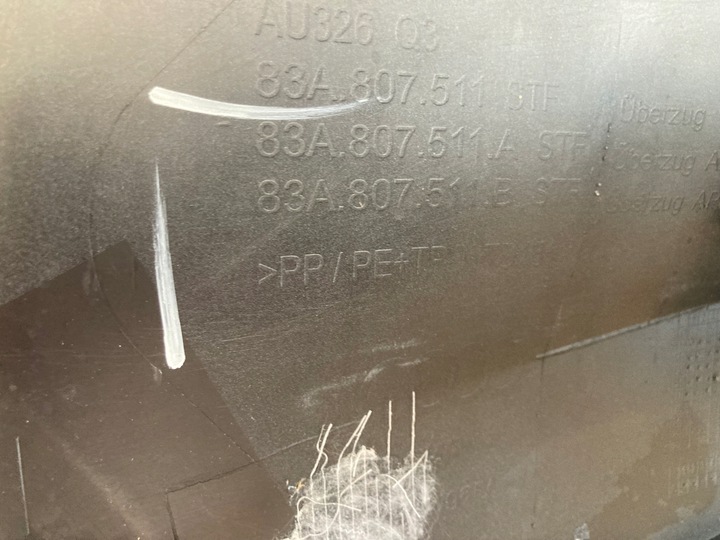 AU326 Q3
83A.807.511 STF Überzug
83A.807.511.A STF Überzug A
83A.807.511.B STF Überzug AR
>PP/PE+TP